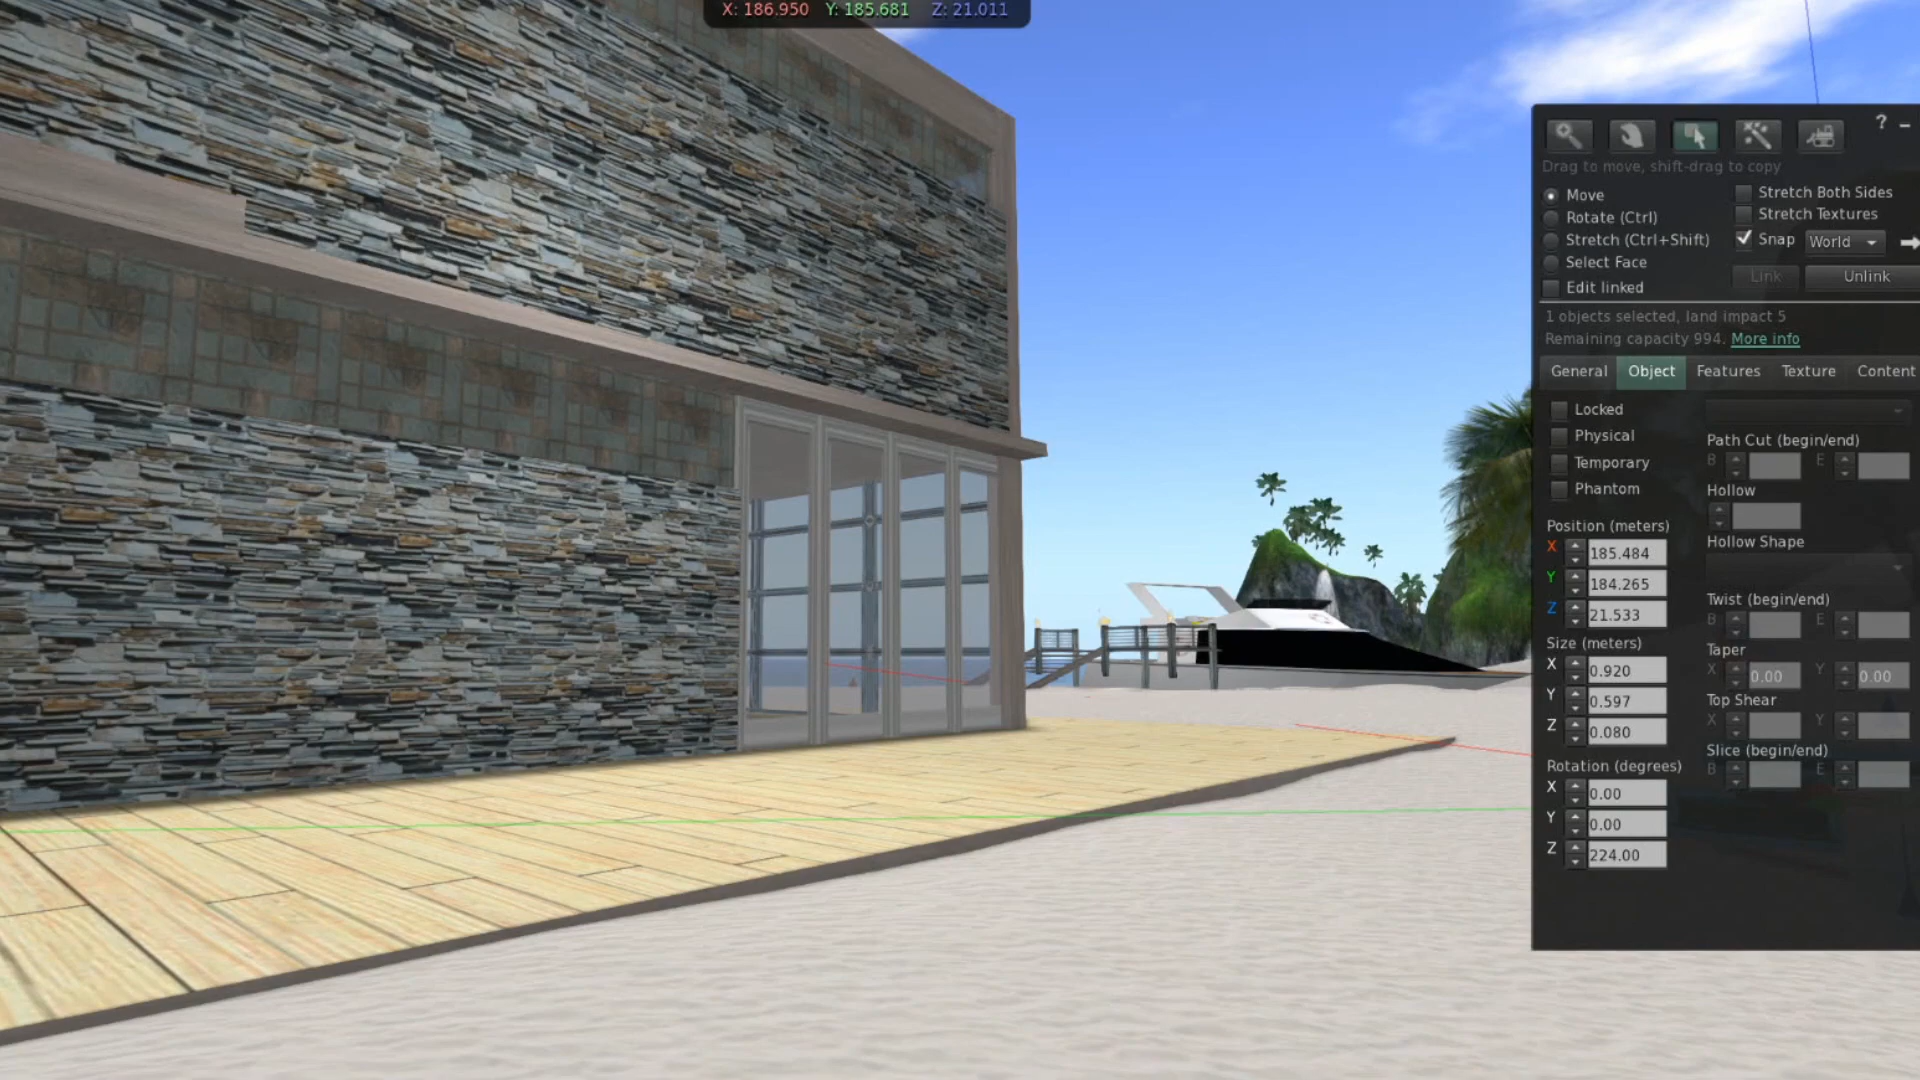 X: 186.950 Y: 185.681 Z: 21.011
?
Drag to move, shift-drag to copy
Move
Rotate (Ctrl)
Stretch (Ctrl+Shift)
Select Face
Edit linked
Stretch Both Sides
Stretch Textures
Snap World
Link Unlink
1 objects selected, land impact 5
Remaining capacity 994. More info
General Object Features Texture Content
Locked
Physical
Temporary
Phantom
Position (meters)
X 185.484
Y 184.265
Z 21.533
Size (meters)
X 0.920
Y 0.597
Z 0.080
Rotation (degrees)
X 0.00
Y 0.00
Z 224.00
Path Cut (begin/end)
B E
Hollow
Hollow Shape
Twist (begin/end)
B E
Taper
X 0.00 Y 0.00
Top Shear
X Y
Slice (begin/end)
B E